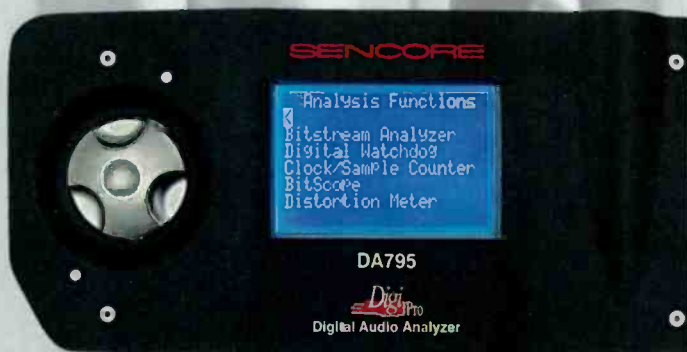 SENCORE
Analysis Functions
<
Bitstream Analyzer
Digital Watchdog
Clock/Sample Counter
BitScope
Distortion Meter
DA795
Digi Pro
Digital Audio Analyzer